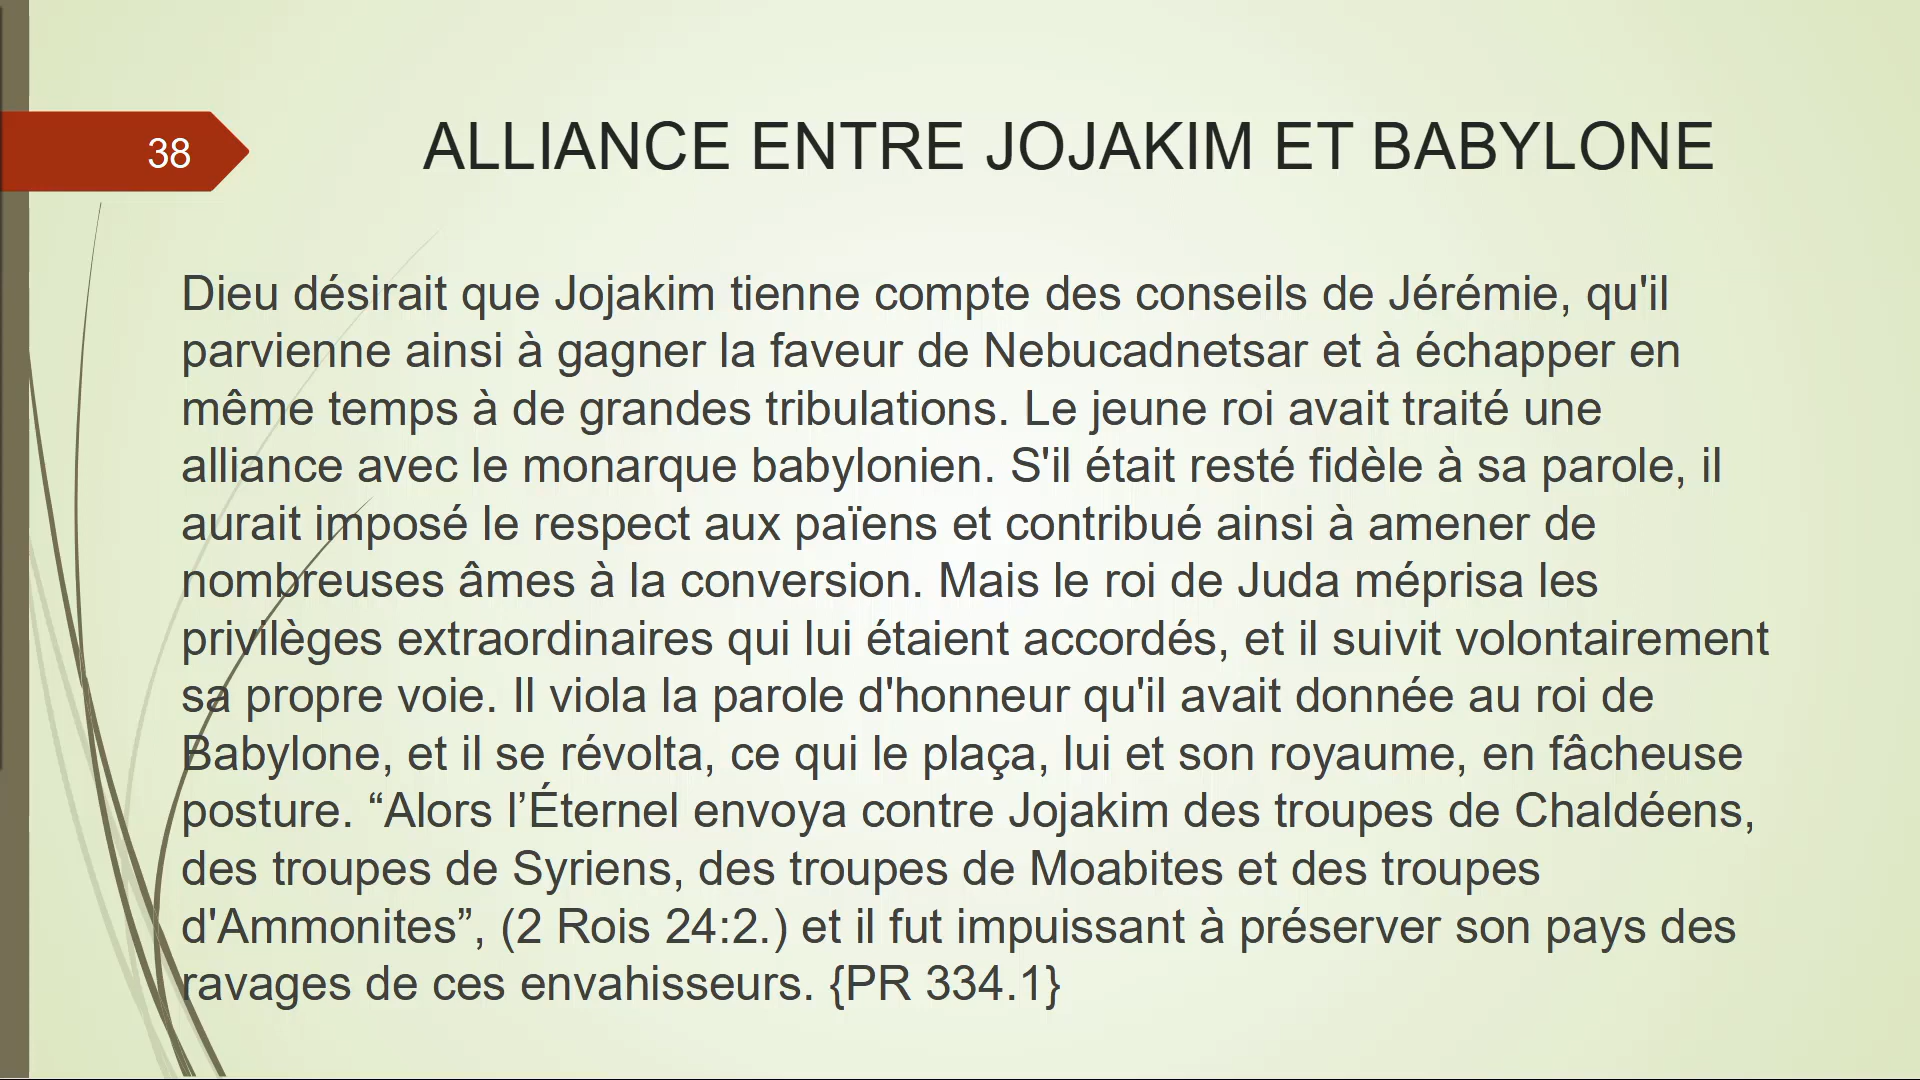 38
ALLIANCE ENTRE JOJAKIM ET BABYLONE
Dieu désirait que Jojakim tienne compte des conseils de Jérémie, qu'il
parvienne ainsi à gagner la faveur de Nebucadnetsar et à échapper en
même temps à de grandes tribulations. Le jeune roi avait traité une
alliance avec le monarque babylonien. S'il était resté fidèle à sa parole, il
aurait imposé le respect aux païens et contribué ainsi à amener de
nombreuses âmes à la conversion. Mais le roi de Juda méprisa les
privilèges extraordinaires qui lui étaient accordés, et il suivit volontairement
sa propre voie. Il viola la parole d'honneur qu'il avait donnée au roi de
Babylone, et il se révolta, ce qui le plaça, lui et son royaume, en fâcheuse
posture. “Alors l’Éternel envoya contre Jojakim des troupes de Chaldéens,
des troupes de Syriens, des troupes de Moabites et des troupes
d'Ammonites”, (2 Rois 24:2.) et il fut impuissant à préserver son pays des
ravages de ces envahisseurs. {PR 334.1}